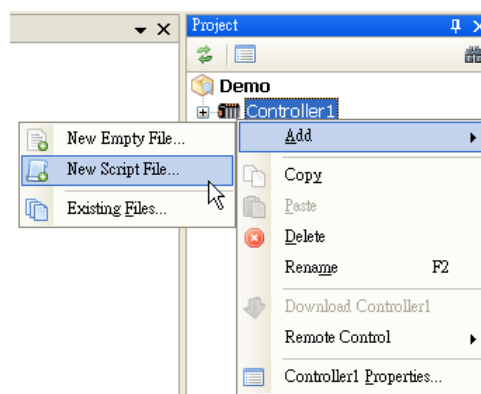 Project
Demo
Controller1
Add
New Empty File...
New Script File...
Existing Files...
Copy
Paste
Delete
Rename F2
Download Controller1
Remote Control
Controller1 Properties...